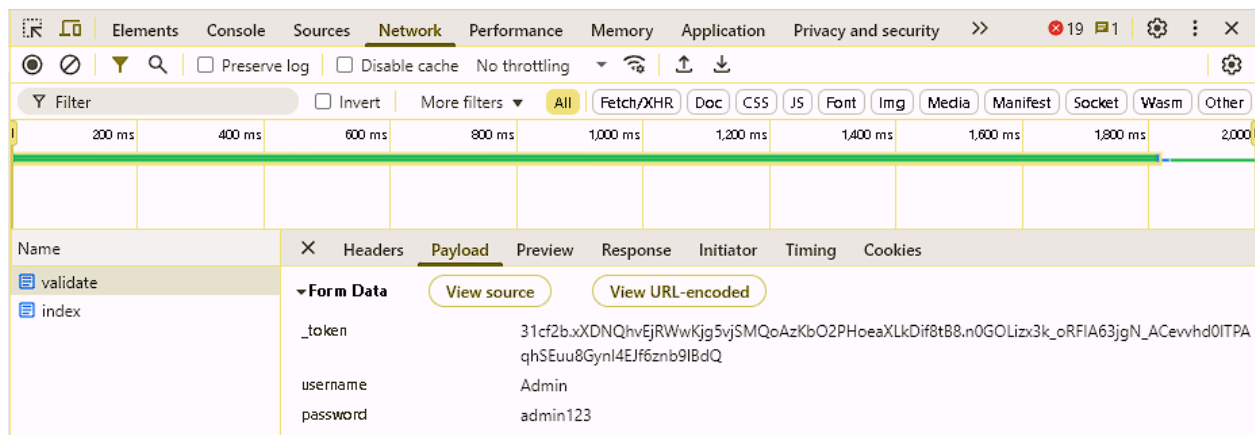 Elements Console Sources Network Performance Memory Application Privacy and security 19 1
Preserve log Disable cache No throttling
Filter Invert More filters All Fetch/XHR Doc CSS JS Font Img Media Manifest Socket Wasm Other
200 ms 400 ms 600 ms 800 ms 1,000 ms 1,200 ms 1,400 ms 1,600 ms 1,800 ms 2,000
Name Headers Payload Preview Response Initiator Timing Cookies
validate Form Data View source View URL-encoded
index
_token 31cf2b.xXDNQhvEjRWwKjg5vjSMQoAzKbO2PHoeaXLkDif8tB8.n0GOLizx3k_oRFlA63jgN_ACevvhd0lTPA
qhSEuu8Gynl4EJf6znb9lBdQ
username Admin
password admin123